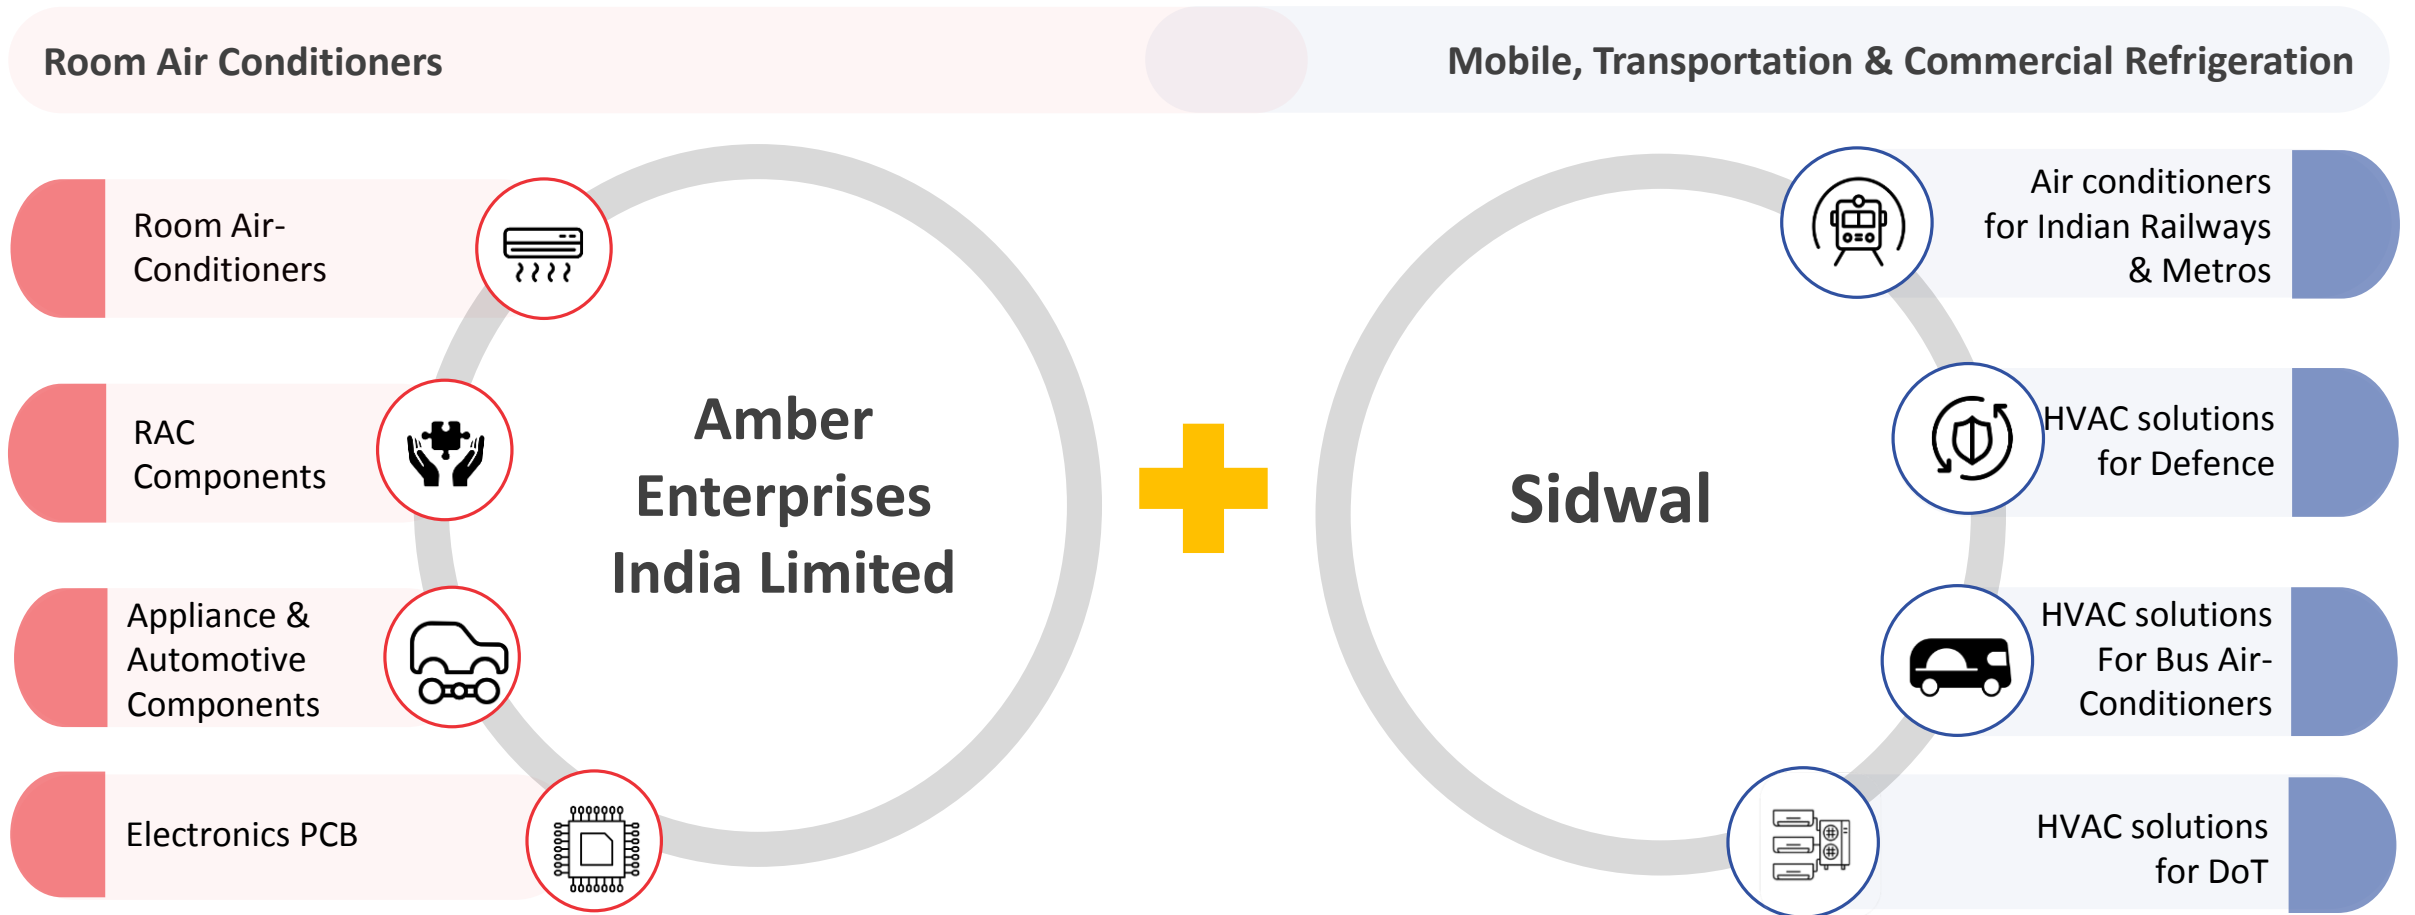 Room Air Conditioners
Mobile, Transportation & Commercial Refrigeration
Room Air-
Conditioners
RAC
Components
Appliance &
Automotive
Components
Electronics PCB
Amber
Enterprises
India Limited
Sidwal
Air conditioners
for Indian Railways
& Metros
HVAC solutions
for Defence
HVAC solutions
For Bus Air-
Conditioners
HVAC solutions
for DoT